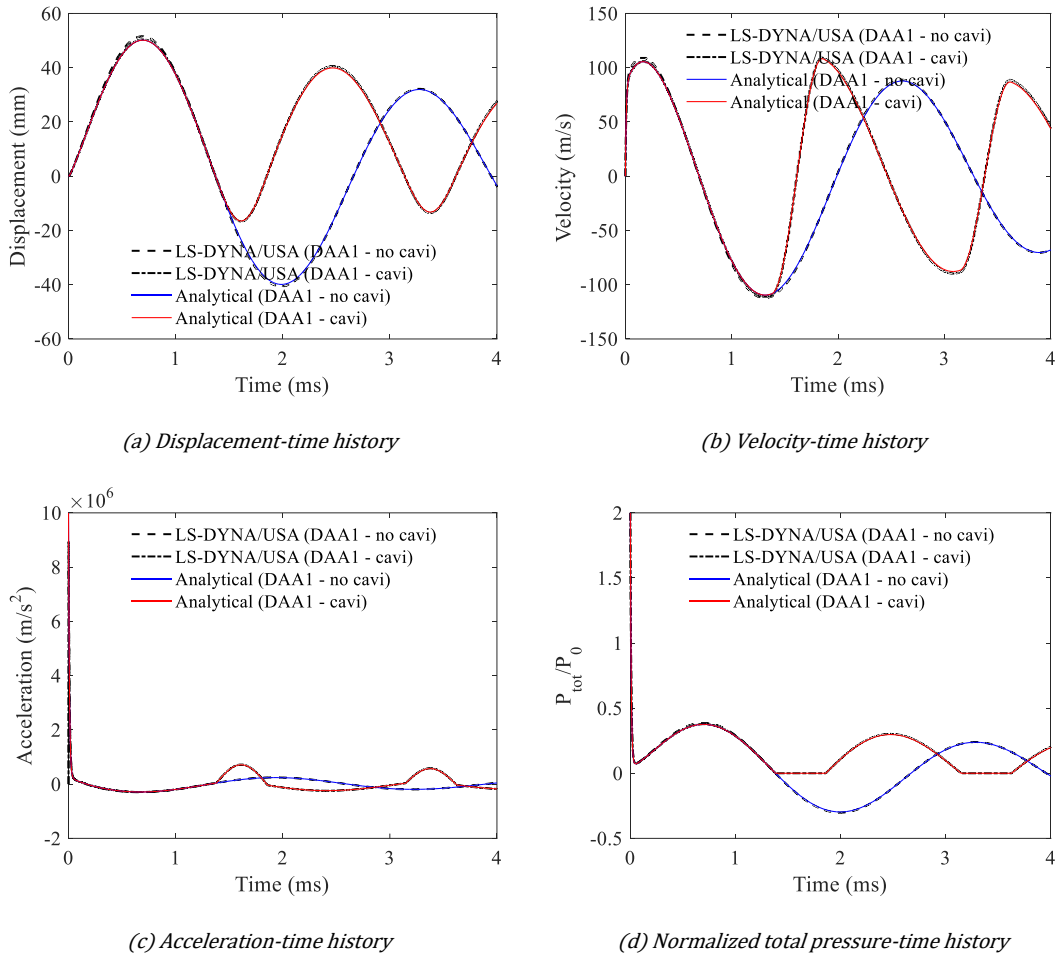 60
40
20
0
-20
-40
-60
Displacement (mm)
LS-DYNA/USA (DAA1 - no cavi)
LS-DYNA/USA (DAA1 - cavi)
Analytical (DAA1 - no cavi)
Analytical (DAA1 - cavi)
0 1 2 3 4
Time (ms)
(a) Displacement-time history
150
100
50
0
-50
-100
-150
Velocity (m/s)
LS-DYNA/USA (DAA1 - no cavi)
LS-DYNA/USA (DAA1 - cavi)
Analytical (DAA1 - no cavi)
Analytical (DAA1 - cavi)
0 1 2 3 4
Time (ms)
(b) Velocity-time history
×10⁶
10
8
6
4
2
0
-2
Acceleration (m/s²)
LS-DYNA/USA (DAA1 - no cavi)
LS-DYNA/USA (DAA1 - cavi)
Analytical (DAA1 - no cavi)
Analytical (DAA1 - cavi)
0 1 2 3 4
Time (ms)
(c) Acceleration-time history
2
1.5
1
0.5
0
-0.5
P_tot/P_0
LS-DYNA/USA (DAA1 - no cavi)
LS-DYNA/USA (DAA1 - cavi)
Analytical (DAA1 - no cavi)
Analytical (DAA1 - cavi)
0 1 2 3 4
Time (ms)
(d) Normalized total pressure-time history